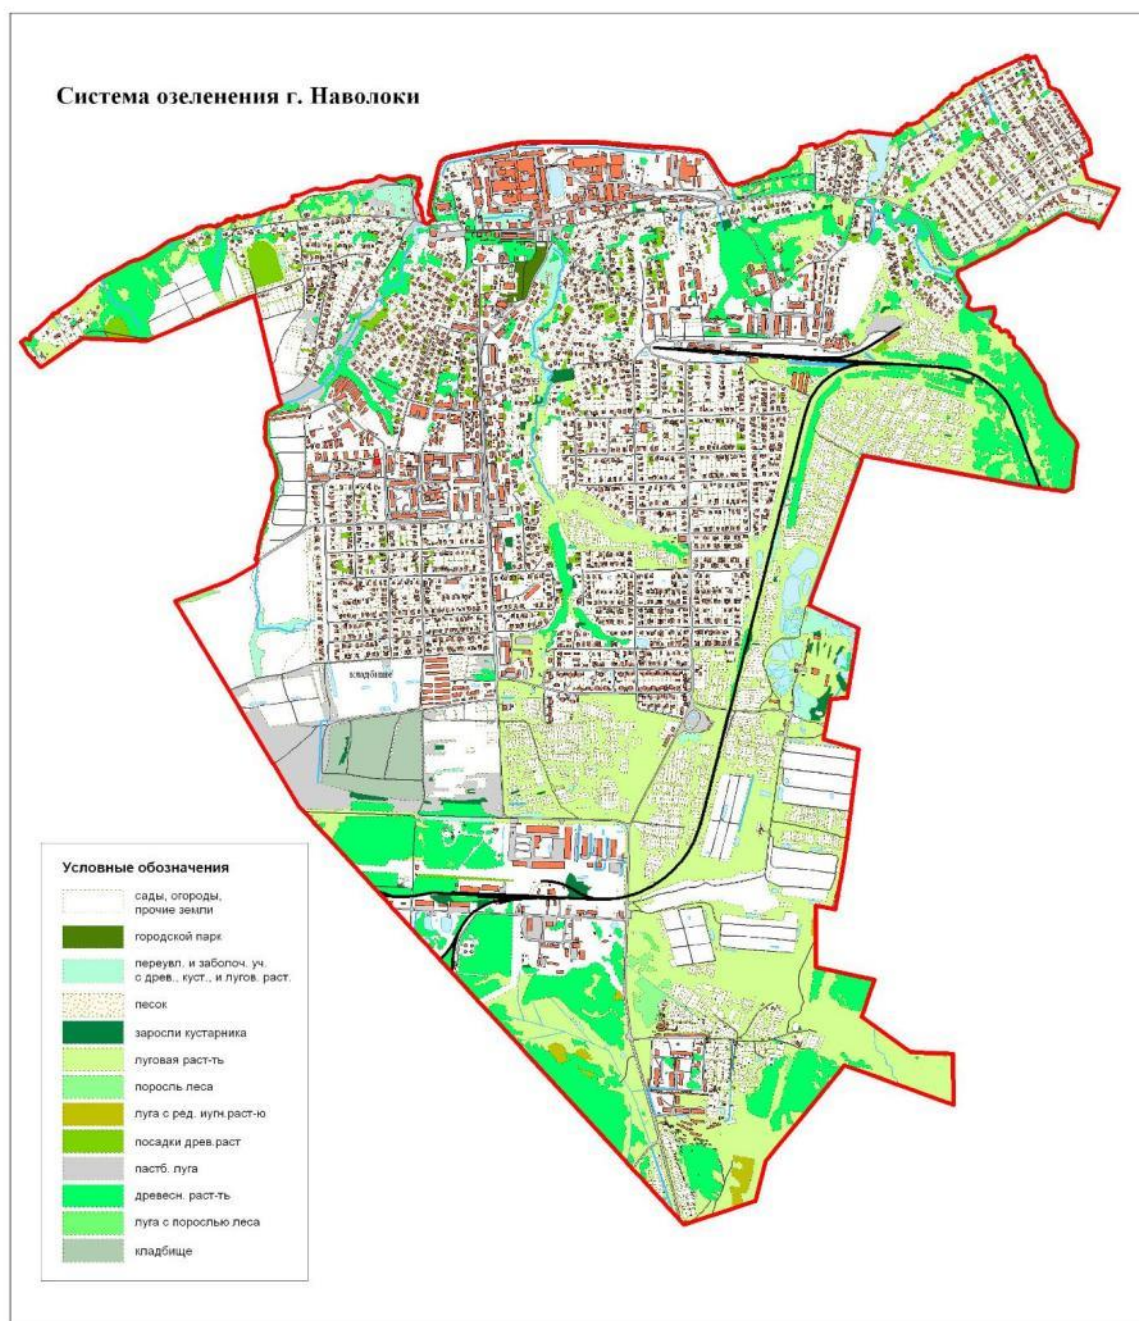 Система озеленения г. Наволоки
кладбище
Условные обозначения
сады, огороды,
прочие земли
городской парк
переувл. и заболоч. уч.
с древ., куст., и лугов. раст.
песок
заросли кустарника
луговая раст-ть
поросль леса
луга с ред. иугн.раст-ю
посадки древ.раст
пастб. луга
древесн. раст-ть
луга с порослью леса
кладбище